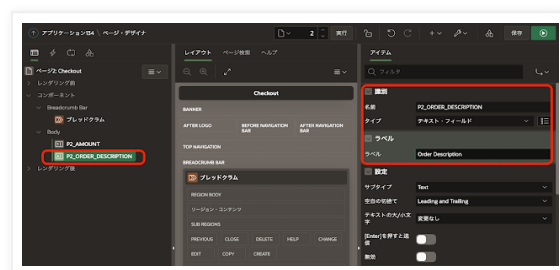 アプリケーション154 \ ページ・デザイナ
2
実行
保存
ページ2: Checkout
レンダリング前
コンポーネント
Breadcrumb Bar
ブレッドクラム
Body
P2_AMOUNT
P2_ORDER_DESCRIPTION
レンダリング後
レイアウト ページ検索 ヘルプ
Checkout
BANNER
AFTER LOGO BEFORE NAVIGATION BAR AFTER NAVIGATION BAR
TOP NAVIGATION
BREADCRUMB BAR
ブレッドクラム
REGION BODY
リージョン・コンテンツ
SUB REGIONS
PREVIOUS CLOSE DELETE HELP CHANGE
EDIT COPY CREATE
アイテム
フィルタ
識別
名前 P2_ORDER_DESCRIPTION
タイプ テキスト・フィールド
ラベル
ラベル Order Description
設定
サブタイプ Text
空白の切捨て Leading and Trailing
テキストの大/小文字 変更なし
[Enter]を押すと送信
無効